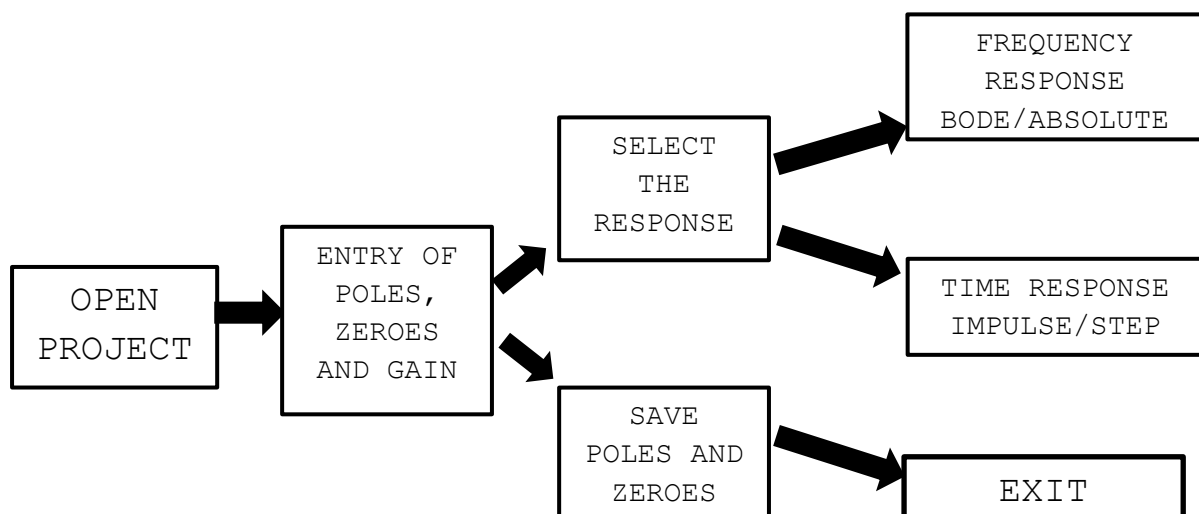 OPEN
PROJECT
ENTRY OF
POLES,
ZEROES
AND GAIN
SELECT
THE
RESPONSE
FREQUENCY
RESPONSE
BODE/ABSOLUTE
TIME RESPONSE
IMPULSE/STEP
SAVE
POLES AND
ZEROES
EXIT